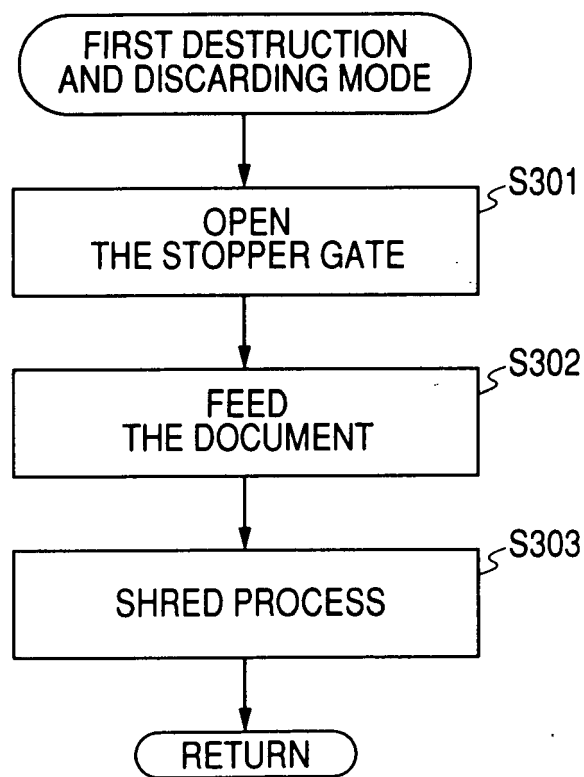 FIRST DESTRUCTION
AND DISCARDING MODE
S301
OPEN
THE STOPPER GATE
S302
FEED
THE DOCUMENT
S303
SHRED PROCESS
RETURN